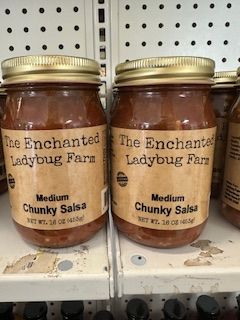 The Enchanted
Ladybug Farm
Medium
Chunky Salsa
NET WT. 16 OZ (453g)
The Enchanted
Ladybug Farm
Medium
Chunky Salsa
NET WT. 16 OZ (453g)